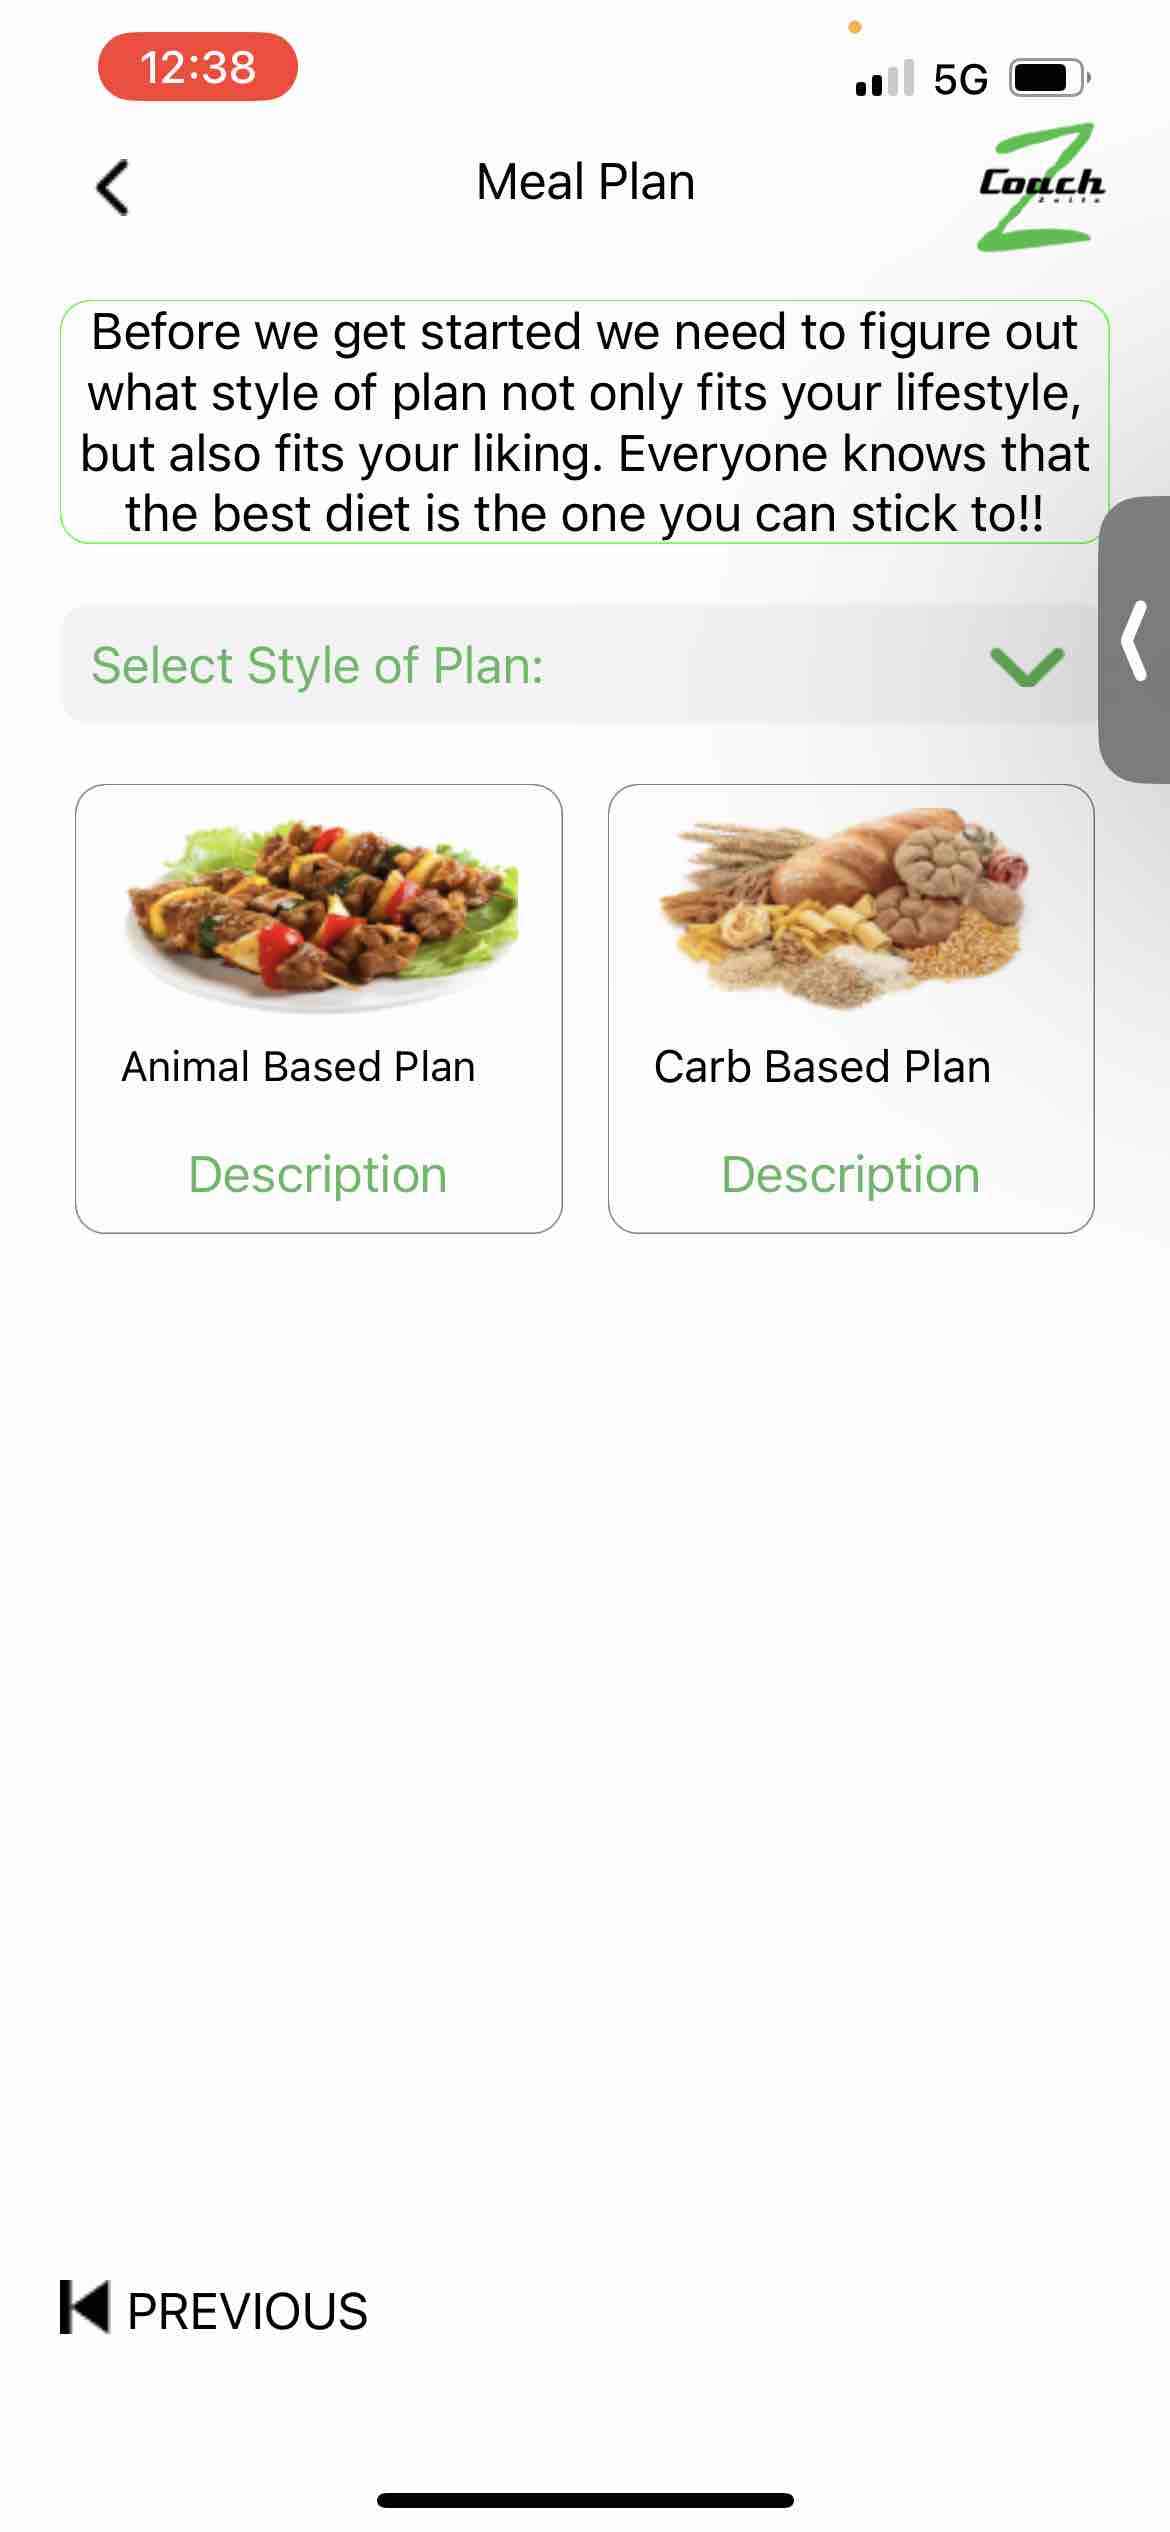 12:38
5G
Meal Plan
Coach
Before we get started we need to figure out
what style of plan not only fits your lifestyle,
but also fits your liking. Everyone knows that
the best diet is the one you can stick to!!
Select Style of Plan:
Animal Based Plan
Carb Based Plan
Description
Description
PREVIOUS